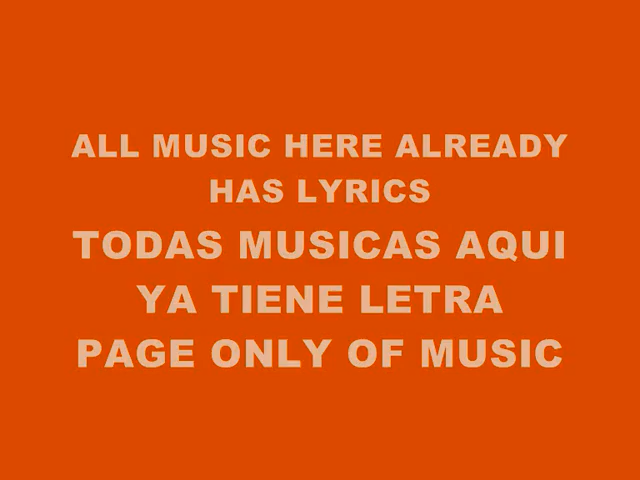 ALL MUSIC HERE ALREADY
HAS LYRICS
TODAS MUSICAS AQUI
YA TIENE LETRA
PAGE ONLY OF MUSIC